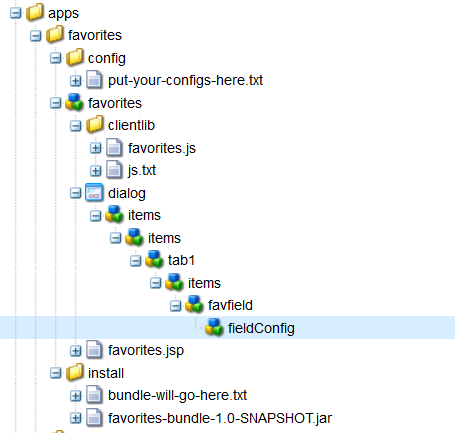 apps
favorites
config
put-your-configs-here.txt
favorites
clientlib
favorites.js
js.txt
dialog
items
items
tab1
items
favfield
fieldConfig
favorites.jsp
install
bundle-will-go-here.txt
favorites-bundle-1.0-SNAPSHOT.jar